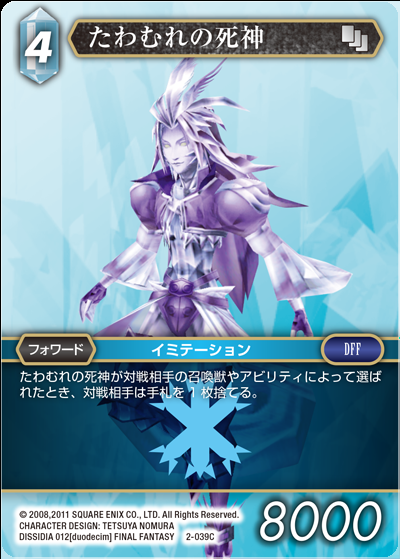 4
たわむれの死神
フォワード
イミテーション
DFF
たわむれの死神が対戦相手の召喚獣やアビリティによって選ば
れたとき、対戦相手は手札を1枚捨てる。
© 2008,2011 SQUARE ENIX CO., LTD. All Rights Reserved.
CHARACTER DESIGN: TETSUYA NOMURA
DISSIDIA 012[duodecim] FINAL FANTASY
2-039C
8000